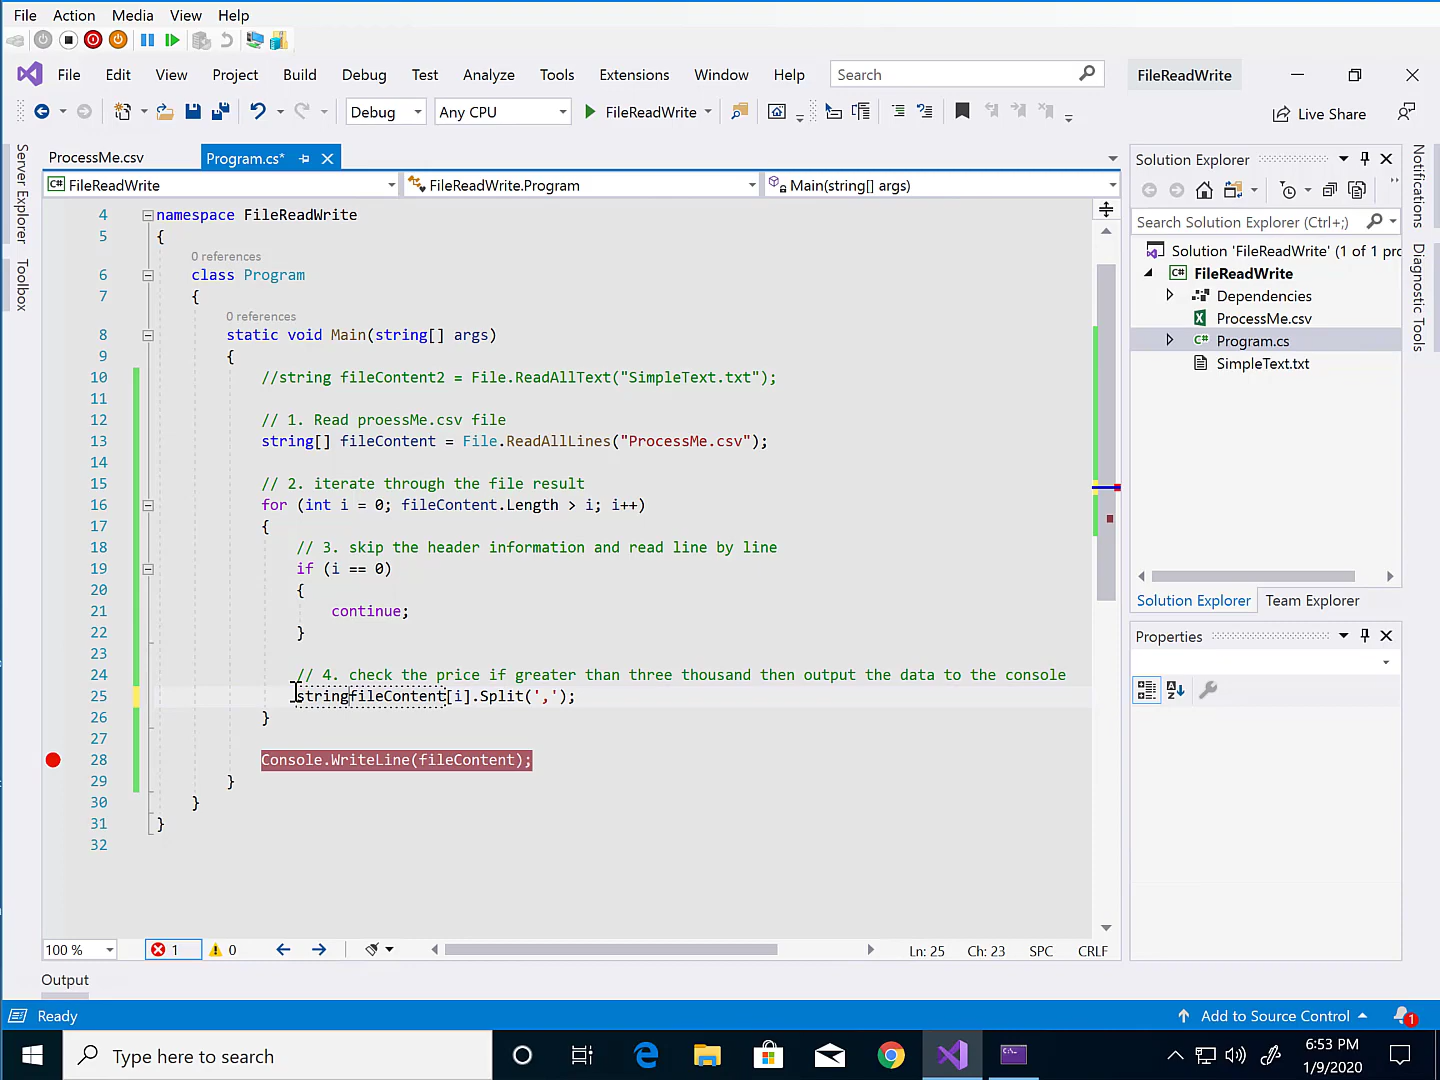 File Action Media View Help
File Edit View Project Build Debug Test Analyze Tools Extensions Window Help Search FileReadWrite
Debug Any CPU FileReadWrite Live Share
Server Explorer
Toolbox
ProcessMe.csv Program.cs*
C# FileReadWrite FileReadWrite.Program Main(string[] args)
4 namespace FileReadWrite
5 {
0 references
6 class Program
7 {
0 references
8 static void Main(string[] args)
9 {
10 //string fileContent2 = File.ReadAllText("SimpleText.txt");
11
12 // 1. Read proessMe.csv file
13 string[] fileContent = File.ReadAllLines("ProcessMe.csv");
14
15 // 2. iterate through the file result
16 for (int i = 0; fileContent.Length > i; i++)
17 {
18 // 3. skip the header information and read line by line
19 if (i == 0)
20 {
21 continue;
22 }
23
24 // 4. check the price if greater than three thousand then output the data to the console
25 stringfileContent[i].Split(',');
26 }
27
28 Console.WriteLine(fileContent);
29 }
30 }
31 }
32
100 % 1 0 Ln: 25 Ch: 23 SPC CRLF
Output
Solution Explorer
Search Solution Explorer (Ctrl+;)
Solution 'FileReadWrite' (1 of 1 prc
C# FileReadWrite
Dependencies
ProcessMe.csv
C# Program.cs
SimpleText.txt
Solution Explorer Team Explorer
Properties
Notifications
Diagnostic Tools
Ready Add to Source Control 1
Type here to search
6:53 PM
1/9/2020